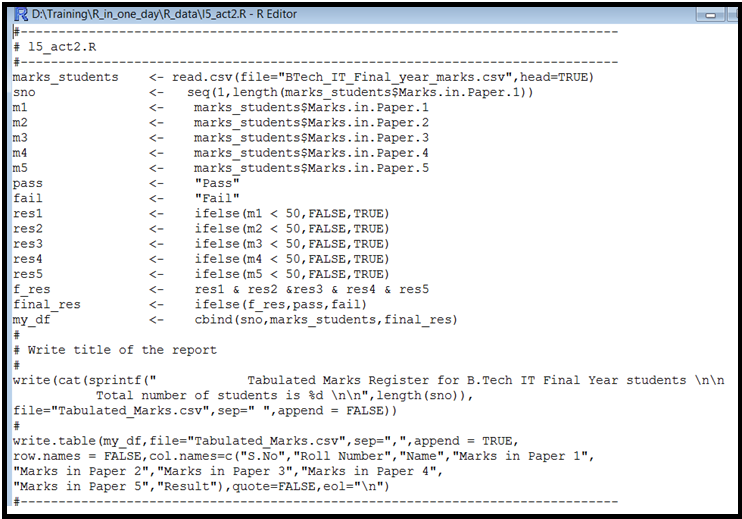 D:\Training\R_in_one_day\R_data\l5_act2.R - R Editor
#-------------------------------------------------------------------------------
# l5_act2.R
#-------------------------------------------------------------------------------
marks_students    <- read.csv(file="BTech_IT_Final_year_marks.csv",head=TRUE)
sno               <-   seq(1,length(marks_students$Marks.in.Paper.1))
m1                <-    marks_students$Marks.in.Paper.1
m2                <-    marks_students$Marks.in.Paper.2
m3                <-    marks_students$Marks.in.Paper.3
m4                <-    marks_students$Marks.in.Paper.4
m5                <-    marks_students$Marks.in.Paper.5
pass              <-    "Pass"
fail              <-    "Fail"
res1              <-    ifelse(m1 < 50,FALSE,TRUE)
res2              <-    ifelse(m2 < 50,FALSE,TRUE)
res3              <-    ifelse(m3 < 50,FALSE,TRUE)
res4              <-    ifelse(m4 < 50,FALSE,TRUE)
res5              <-    ifelse(m5 < 50,FALSE,TRUE)
f_res             <-    res1 & res2 &res3 & res4 & res5
final_res         <-    ifelse(f_res,pass,fail)
my_df             <-    cbind(sno,marks_students,final_res)
#
# Write title of the report
#
write(cat(sprintf("            Tabulated Marks Register for B.Tech IT Final Year students \n\n
           Total number of students is %d \n\n",length(sno)),
file="Tabulated_Marks.csv",sep=" ",append = FALSE))
#
write.table(my_df,file="Tabulated_Marks.csv",sep=",",append = TRUE,
row.names = FALSE,col.names=c("S.No","Roll Number","Name","Marks in Paper 1",
"Marks in Paper 2","Marks in Paper 3","Marks in Paper 4",
"Marks in Paper 5","Result"),quote=FALSE,eol="\n")
#-------------------------------------------------------------------------------